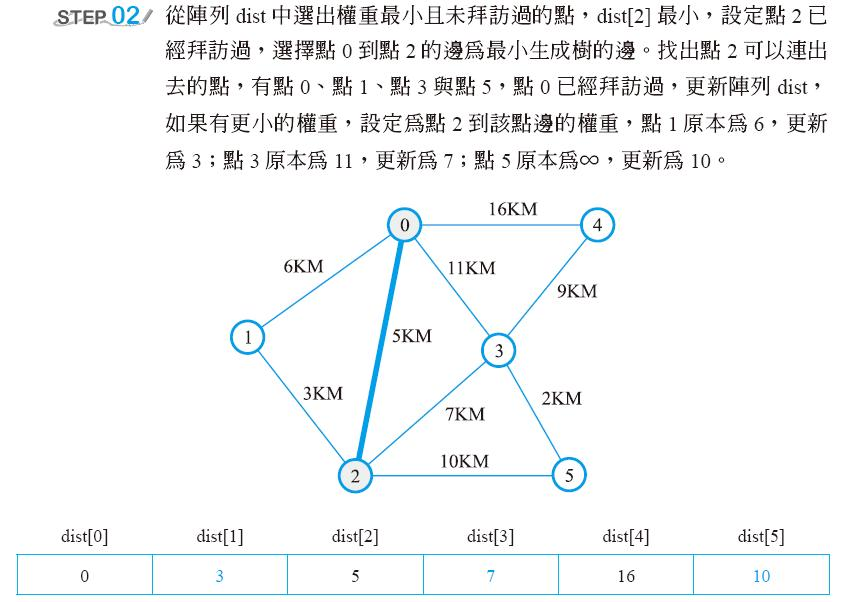 STEP 02 從陣列 dist 中選出權重最小且未拜訪過的點，dist[2] 最小，設定點 2 已
經拜訪過，選擇點 0 到點 2 的邊為最小生成樹的邊。找出點 2 可以連出
去的點，有點 0、點 1、點 3 與點 5，點 0 已經拜訪過，更新陣列 dist，
如果有更小的權重，設定為點 2 到該點邊的權重，點 1 原本為 6，更新
為 3；點 3 原本為 11，更新為 7；點 5 原本為∞，更新為 10。
16KM
0
4
6KM
11KM
9KM
1
5KM
3
3KM
2KM
7KM
10KM
2
5
dist[0] dist[1] dist[2] dist[3] dist[4] dist[5]
0 3 5 7 16 10